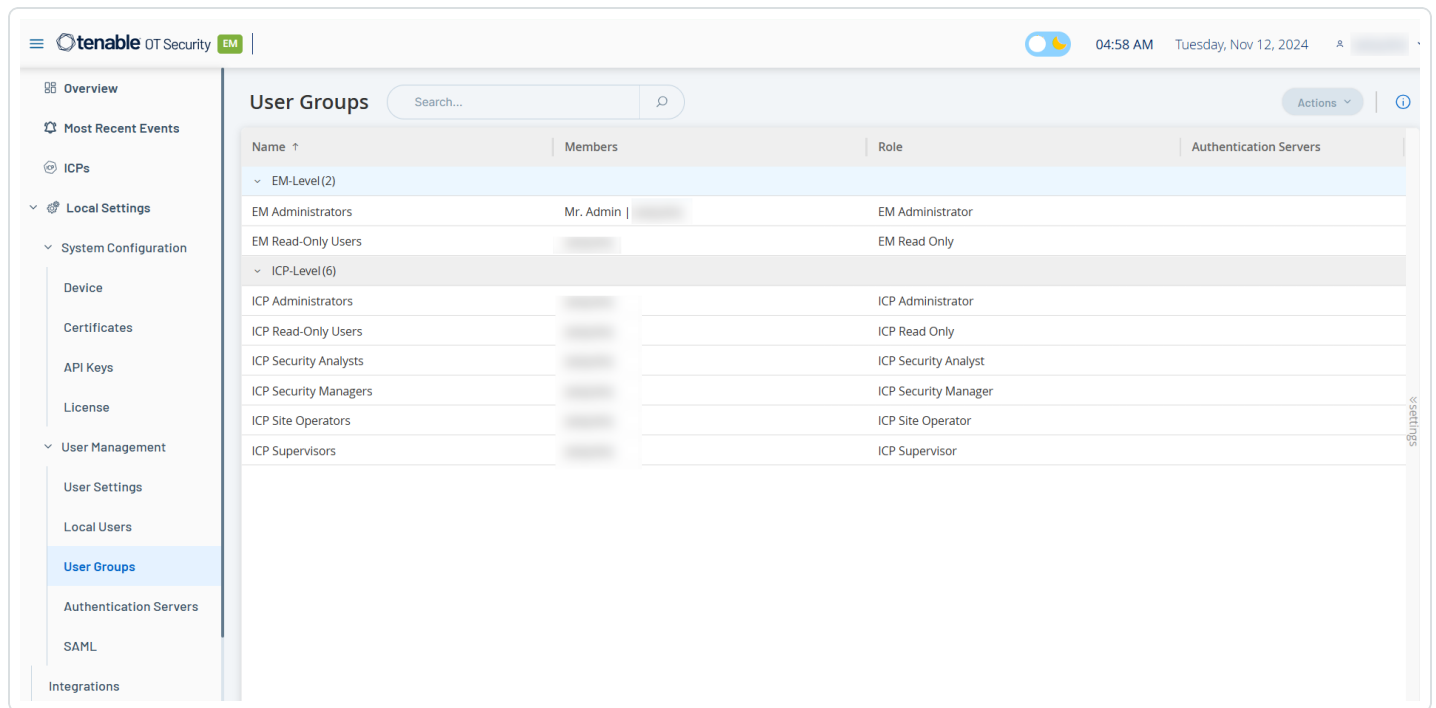 tenable OT Security EM
04:58 AM Tuesday, Nov 12, 2024
Overview
Most Recent Events
ICPs
Local Settings
System Configuration
Device
Certificates
API Keys
License
User Management
User Settings
Local Users
User Groups
Authentication Servers
SAML
Integrations
User Groups Search... Actions
Name ↑ Members Role Authentication Servers
EM-Level (2)
EM Administrators Mr. Admin | EM Administrator
EM Read-Only Users EM Read Only
ICP-Level (6)
ICP Administrators ICP Administrator
ICP Read-Only Users ICP Read Only
ICP Security Analysts ICP Security Analyst
ICP Security Managers ICP Security Manager
ICP Site Operators ICP Site Operator
ICP Supervisors ICP Supervisor
settings